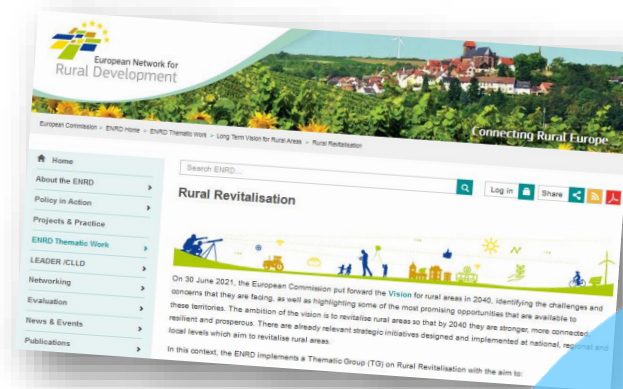 European Network for
Rural Development
Connecting Rural Europe
European Commission > ENRD Home > ENRD Thematic Work > Long Term Vision for Rural Areas > Rural Revitalisation
Home
About the ENRD
Policy in Action
Projects & Practice
ENRD Thematic Work
LEADER /CLLD
Networking
Evaluation
News & Events
Publications
Search ENRD...
Log in
Share
Rural Revitalisation
On 30 June 2021, the European Commission put forward the Vision for rural areas in 2040, identifying the challenges and
concerns that they are facing, as well as highlighting some of the most promising opportunities that are available to
these territories. The ambition of the vision is to revitalise rural areas so that by 2040 they are stronger, more connected,
resilient and prosperous. There are already relevant strategic initiatives designed and implemented at national, regional and
local levels which aim to revitalise rural areas.
In this context, the ENRD implements a Thematic Group (TG) on Rural Revitalisation with the aim to: